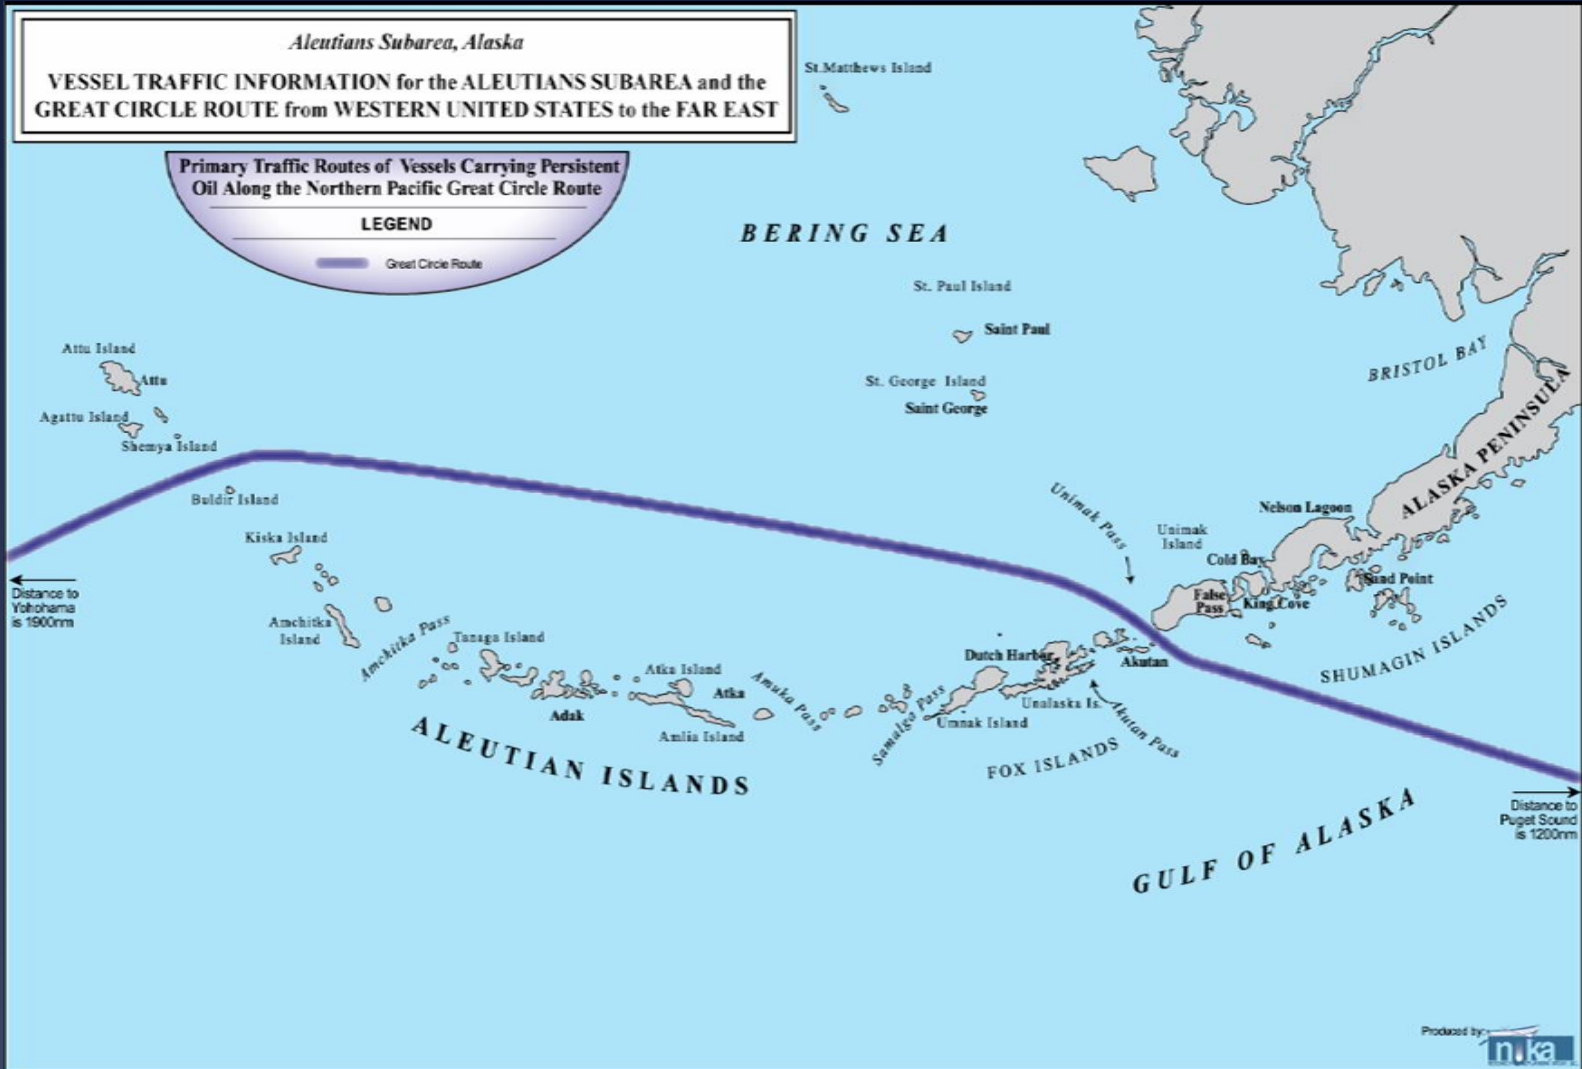 Aleutians Subarea, Alaska
VESSEL TRAFFIC INFORMATION for the ALEUTIANS SUBAREA and the
GREAT CIRCLE ROUTE from WESTERN UNITED STATES to the FAR EAST
Primary Traffic Routes of Vessels Carrying Persistent
Oil Along the Northern Pacific Great Circle Route
LEGEND
Great Circle Route
St.Matthews Island
BERING SEA
St. Paul Island
Saint Paul
St. George Island
Saint George
BRISTOL BAY
ALASKA PENINSULA
Attu Island
Attu
Agattu Island
Shemya Island
Buldir Island
Kiska Island
Distance to
Yohohama
is 1900nm
Amchitka
Island
Amchitka Pass
Tanaga Island
Adak
Atka Island
Atka
Amlia Island
Amuka Pass
Samalga Pass
Umnak Island
Dutch Harbor
Unalaska Is.
Akutan
Akutan Pass
Unimak Pass
Unimak
Island
Nelson Lagoon
Cold Bay
False
Pass
King Cove
Sand Point
SHUMAGIN ISLANDS
FOX ISLANDS
ALEUTIAN ISLANDS
GULF OF ALASKA
Distance to
Puget Sound
is 1200nm
Produced by:
nuka